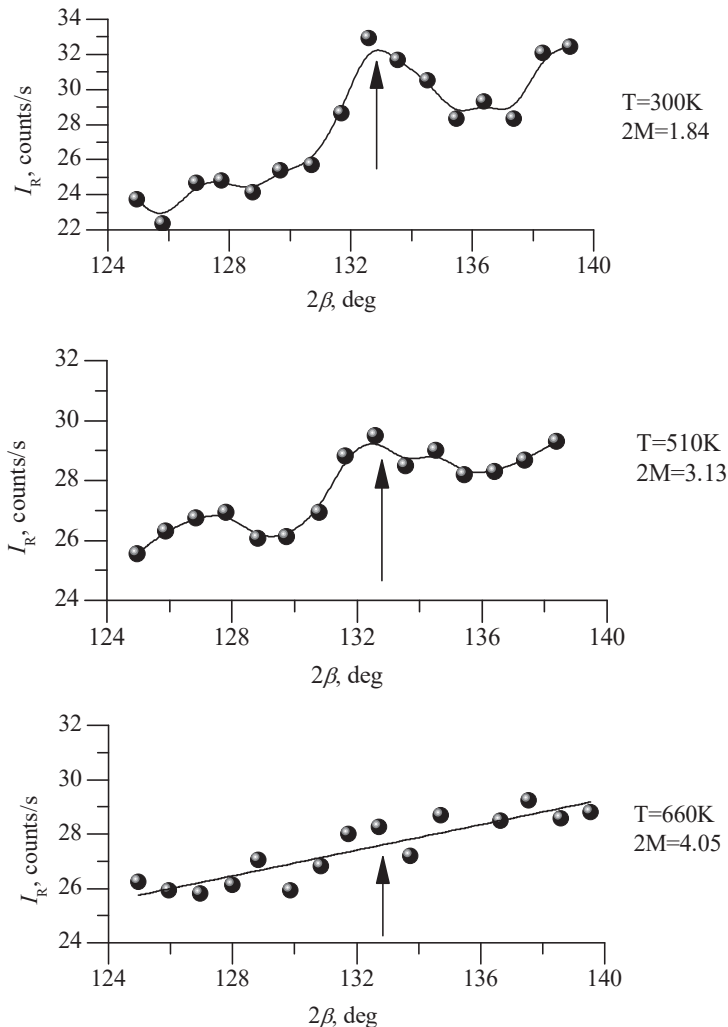 34
32
30
28
26
24
22
I_R, counts/s
124
128
132
136
140
2β, deg
T=300K
2M=1.84
32
30
28
26
24
I_R, counts/s
124
128
132
136
140
2β, deg
T=510K
2M=3.13
32
30
28
26
24
I_R, counts/s
124
128
132
136
140
2β, deg
T=660K
2M=4.05